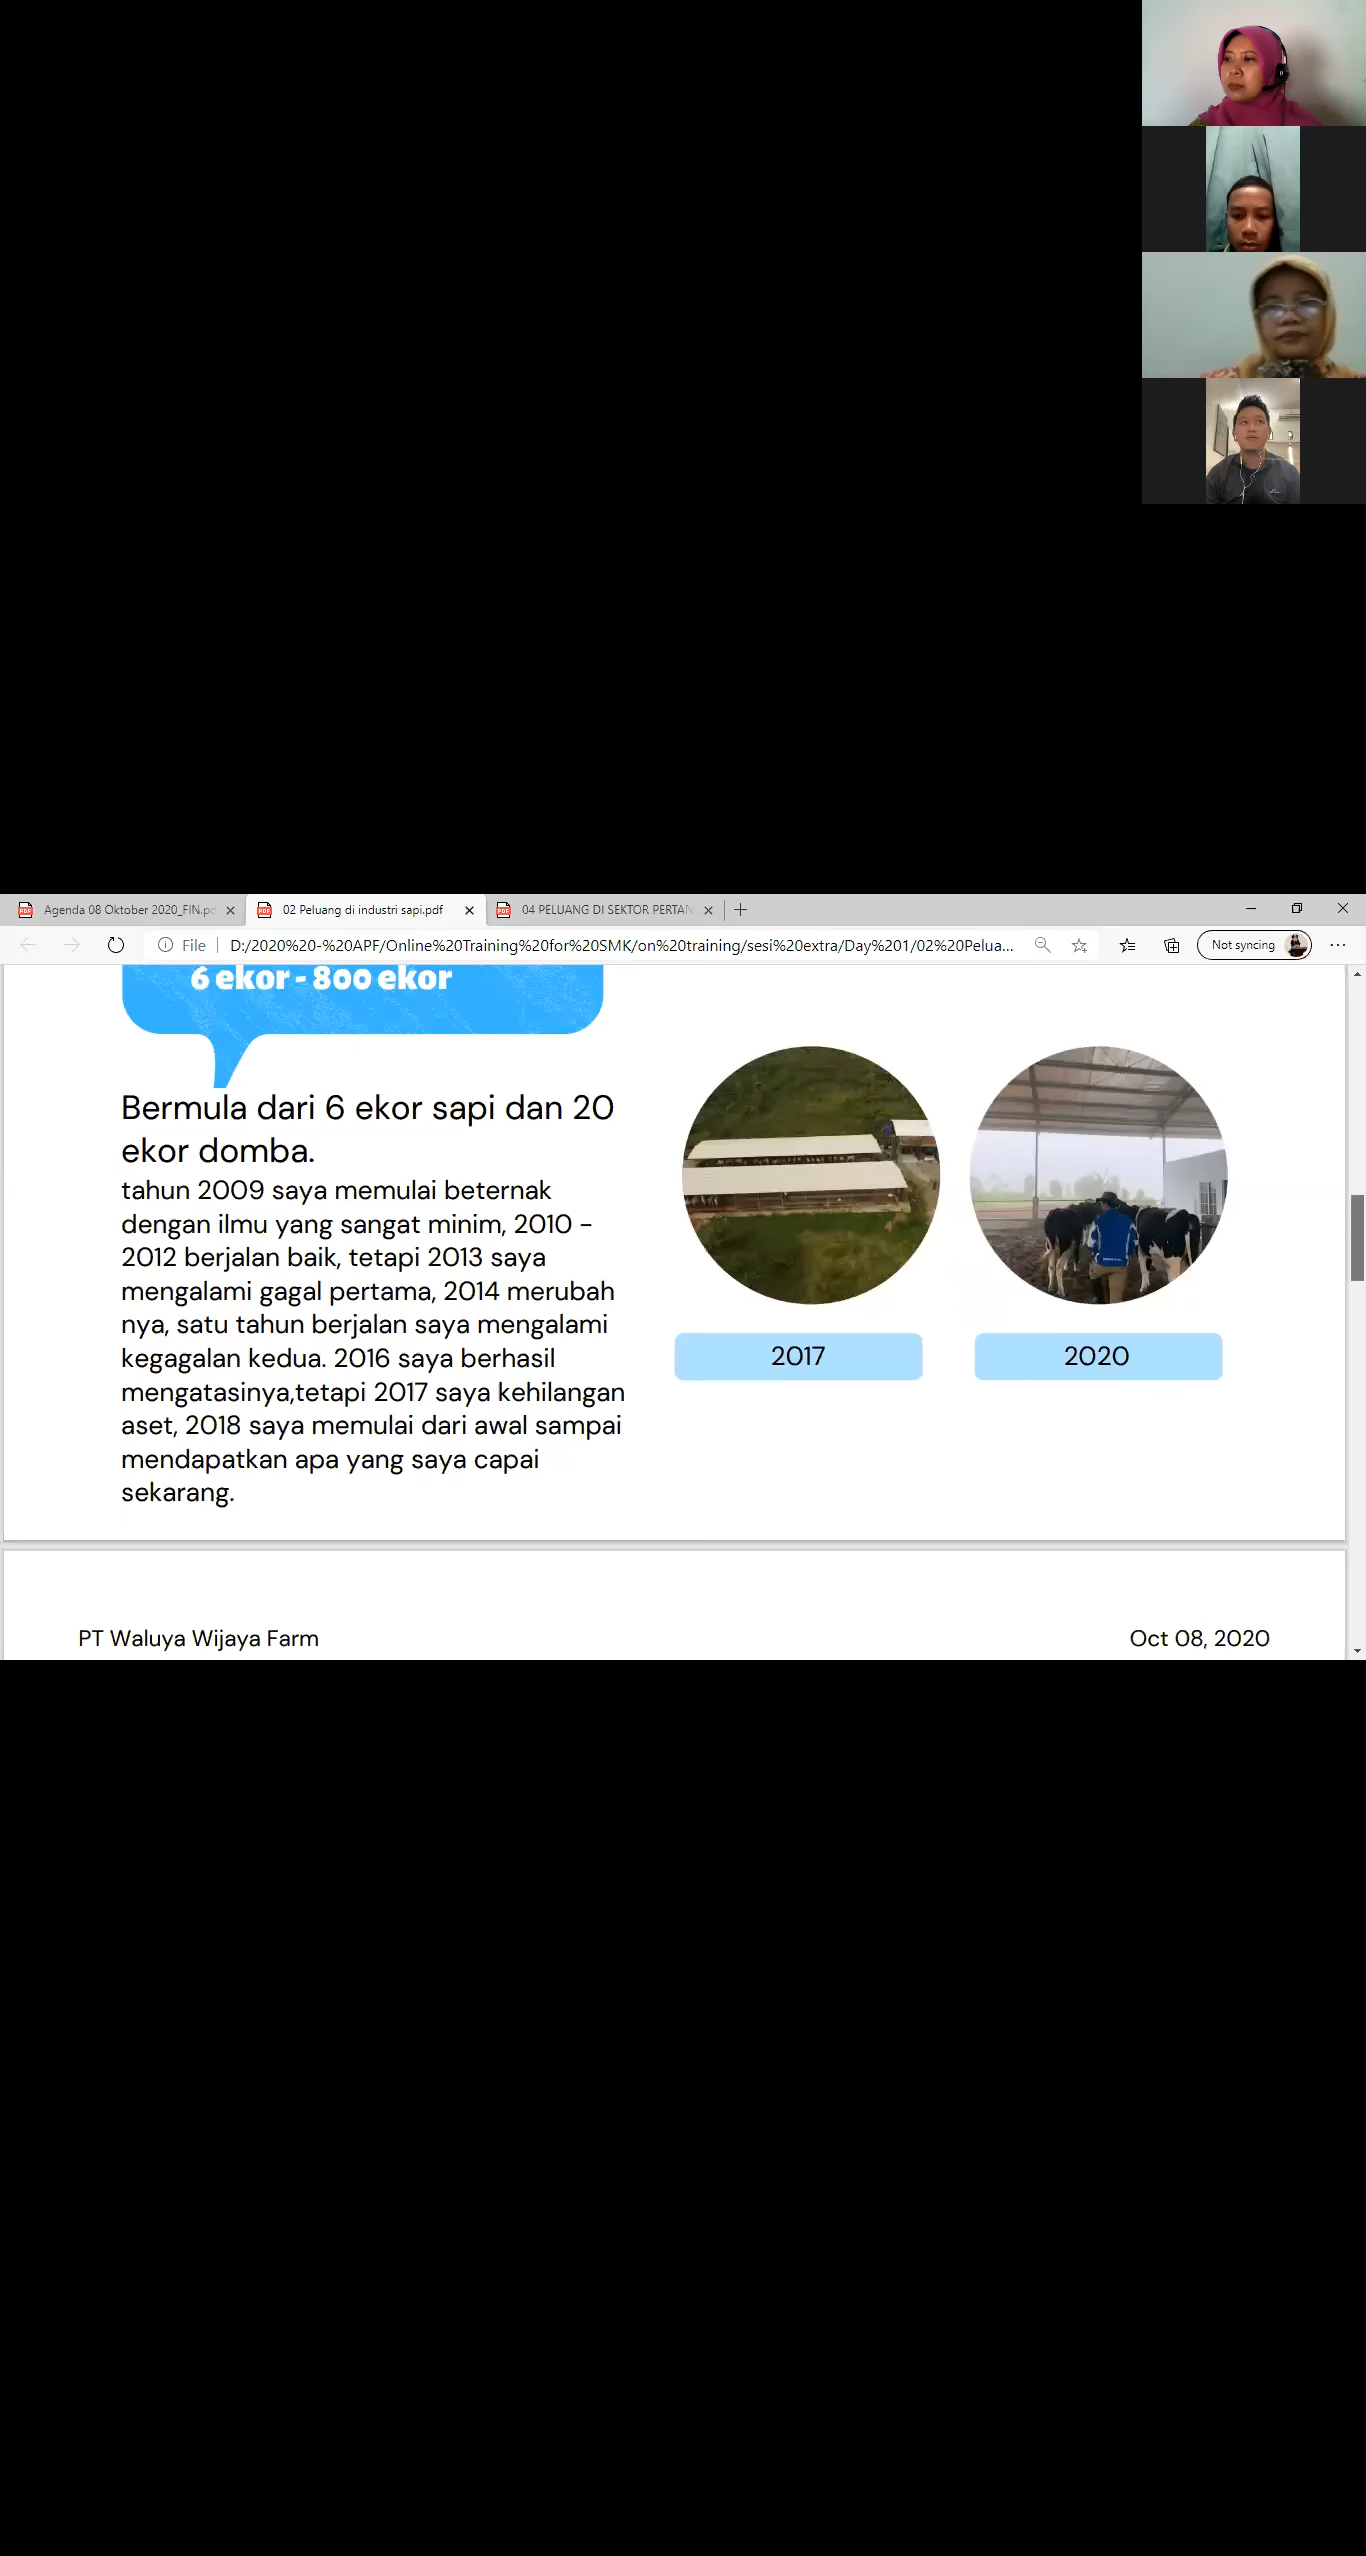 Agenda 08 Oktober 2020_FIN.p
02 Peluang di industri sapi.pdf
04 PELUANG DI SEKTOR PERTAN
File
D:/2020%20-%20APF/Online%20Training%20for%20SMK/on%20training/sesi%20extra/Day%201/02%20Pelua...
Not syncing
6 ekor - 800 ekor
Bermula dari 6 ekor sapi dan 20
ekor domba.
tahun 2009 saya memulai beternak
dengan ilmu yang sangat minim, 2010 -
2012 berjalan baik, tetapi 2013 saya
mengalami gagal pertama, 2014 merubah
nya, satu tahun berjalan saya mengalami
kegagalan kedua. 2016 saya berhasil
mengatasinya,tetapi 2017 saya kehilangan
aset, 2018 saya memulai dari awal sampai
mendapatkan apa yang saya capai
sekarang.
2017
2020
PT Waluya Wijaya Farm
Oct 08, 2020